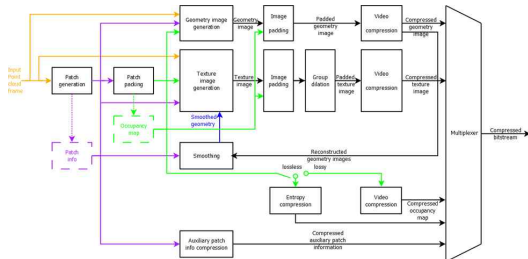 Input
Point
cloud
frame
Patch
generation
Patch
packing
Geometry image
generation
Geometry
image
Image
padding
Padded
geometry
image
Video
compression
Compressed
geometry
image
Texture
image
generation
Texture
image
Image
padding
Group
dilation
Padded
texture
image
Video
compression
Compressed
texture
image
Occupancy
map
Smoothed
geometry
Patch
info
Smoothing
Reconstructed
geometry images
Multiplexer
Compressed
bitstream
lossless
lossy
Entropy
compression
Video
compression
Compressed
occupancy
map
Auxiliary patch
info compression
Compressed
auxiliary patch
information